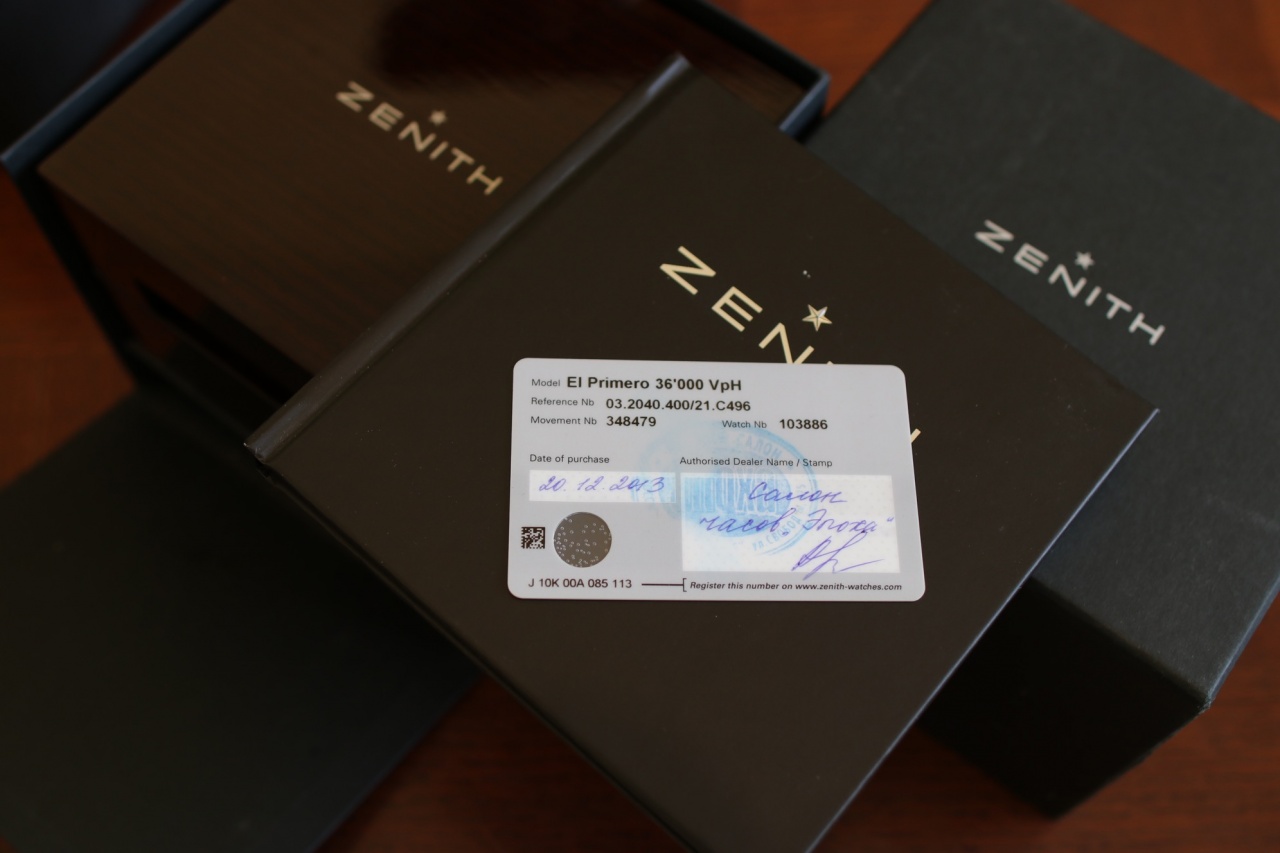 ZENITH
ZENITH
ZEN
Model El Primero 36'000 VpH
Reference Nb 03.2040.400/21.C496
Movement Nb 348479 Watch Nb 103886
Date of purchase Authorised Dealer Name / Stamp
20.12.2013
Салон
часов "Эпоха"
J 10K 00A 085 113 Register this number on www.zenith-watches.com